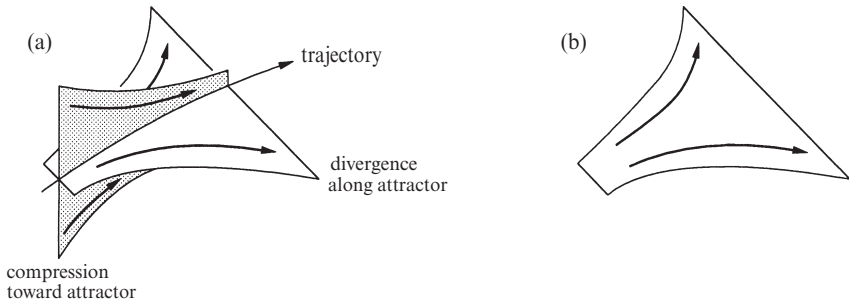 (a)
(b)
trajectory
divergence
along attractor
compression
toward attractor